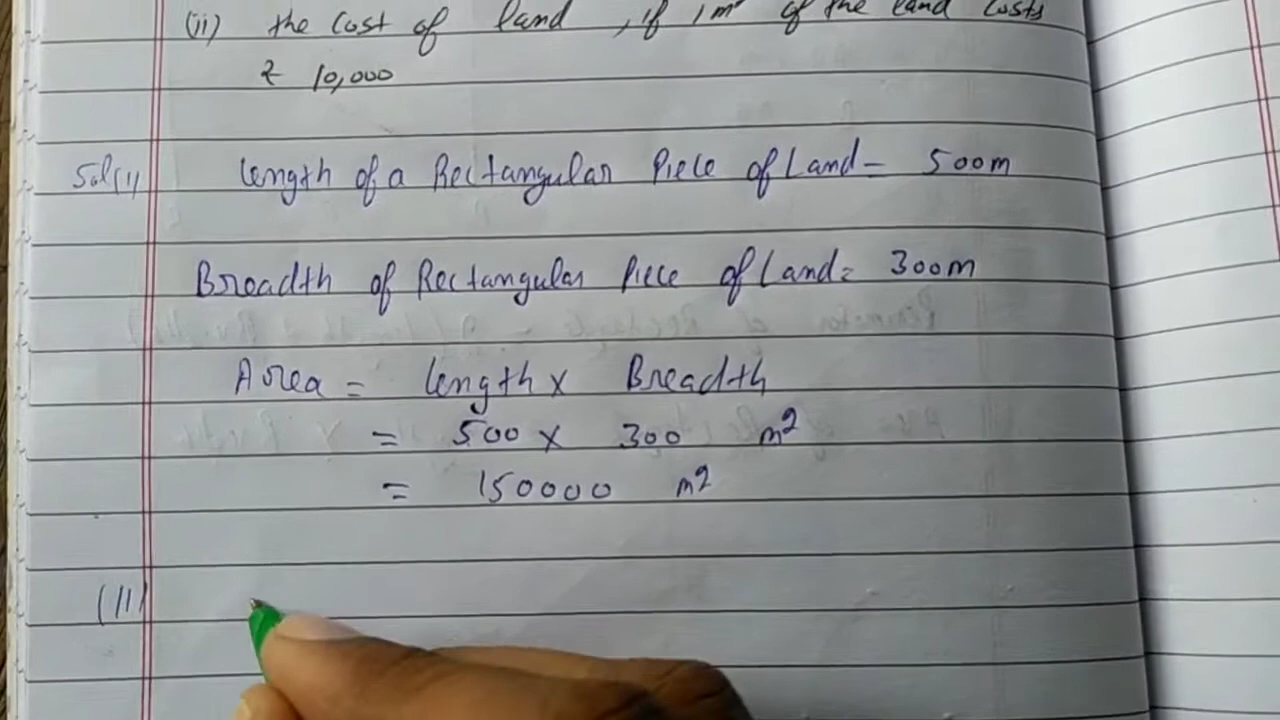 (ii) the cost of land , if 1m² of the land costs
₹ 10,000
Sol(i) Length of a Rectangular Piece of Land = 500m
Breadth of Rectangular Piece of Land = 300m
Area = length x Breadth
= 500 x 300 m²
= 150000 m²
(II)